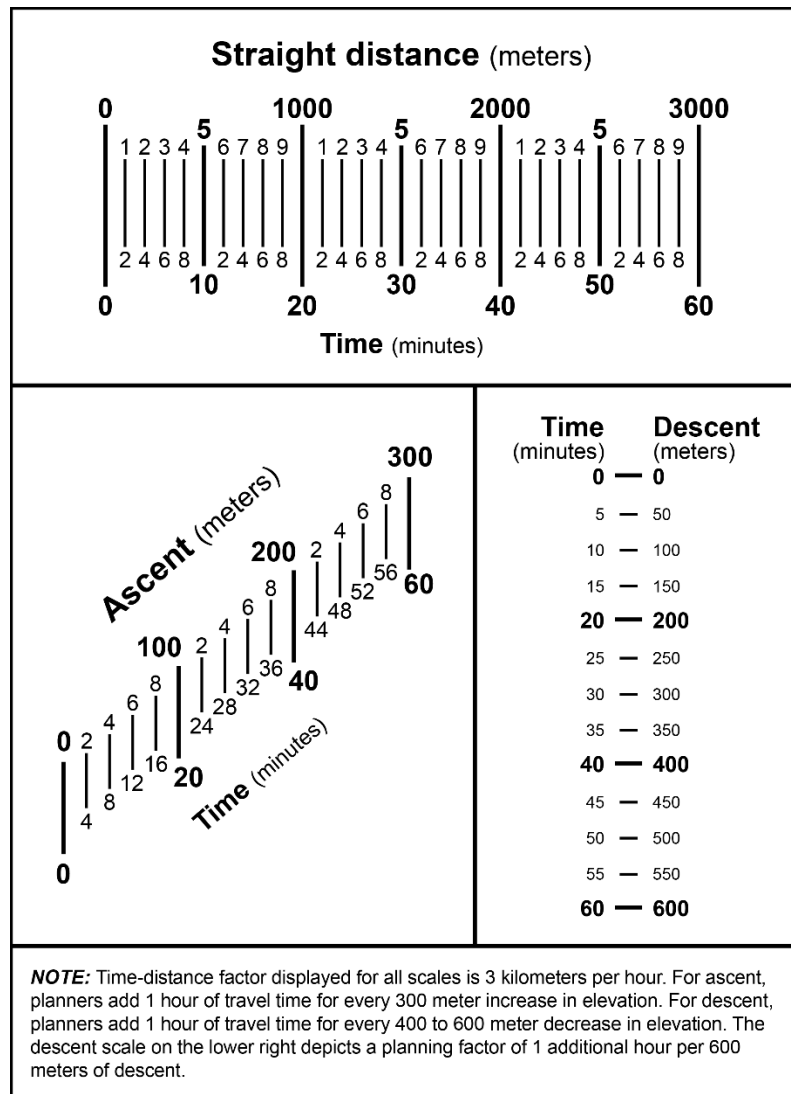 Straight distance (meters)
0 1000 2000 3000
5 5 5
1 2 3 4 6 7 8 9 1 2 3 4 6 7 8 9 1 2 3 4 6 7 8 9
2 4 6 8 2 4 6 8 2 4 6 8 2 4 6 8 2 4 6 8 2 4 6 8
10 30 50
0 20 40 60
Time (minutes)
Ascent (meters)
0 2 4 6 8 100 2 4 6 8 200 2 4 6 8 300
0 4 8 12 16 20 24 28 32 36 40 44 48 52 56 60
Time (minutes)
Time Descent
(minutes) (meters)
0 0
5 50
10 100
15 150
20 200
25 250
30 300
35 350
40 400
45 450
50 500
55 550
60 600
NOTE: Time-distance factor displayed for all scales is 3 kilometers per hour. For ascent,
planners add 1 hour of travel time for every 300 meter increase in elevation. For descent,
planners add 1 hour of travel time for every 400 to 600 meter decrease in elevation. The
descent scale on the lower right depicts a planning factor of 1 additional hour per 600
meters of descent.